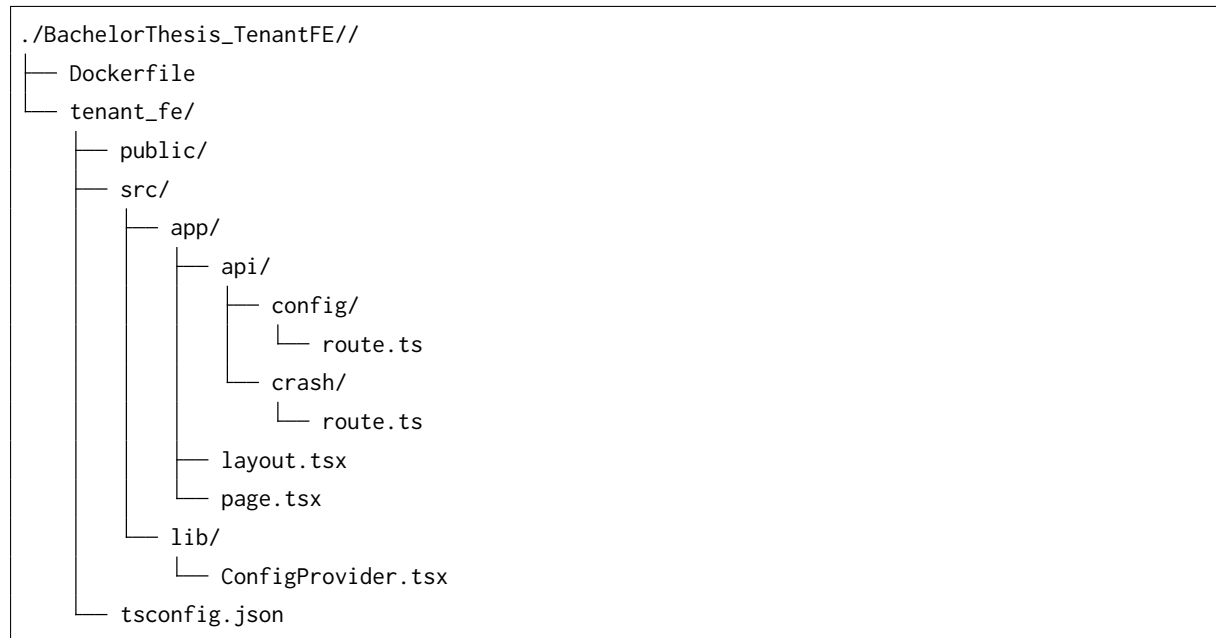 ./BachelorThesis_TenantFE//
├── Dockerfile
└── tenant_fe/
    ├── public/
    ├── src/
    │   ├── app/
    │   │   ├── api/
    │   │   │   ├── config/
    │   │   │   │   └── route.ts
    │   │   │   └── crash/
    │   │   │       └── route.ts
    │   │   ├── layout.tsx
    │   │   └── page.tsx
    │   └── lib/
    │       └── ConfigProvider.tsx
    └── tsconfig.json